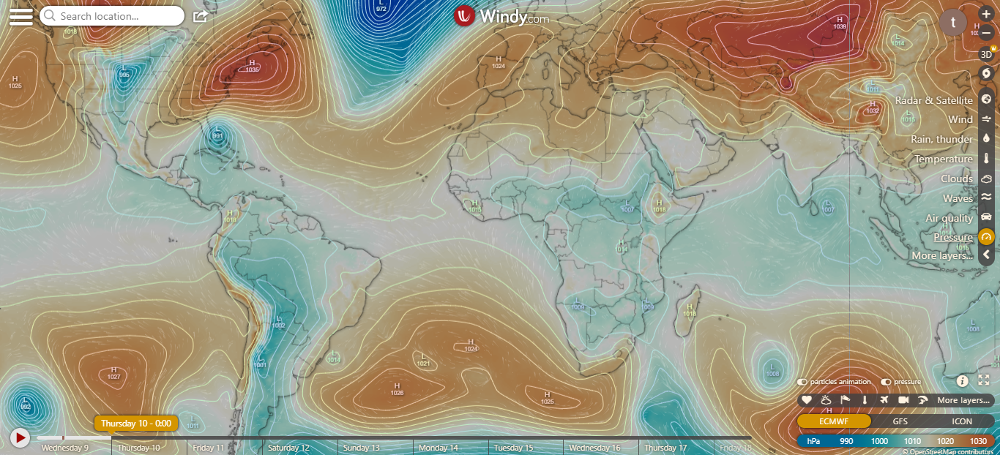 Search location...
Windy.com
t
L
972
H
1039
H
1018
L
1014
3D
H
1035
H
1024
L
995
H
1025
L
1011
H
1032
L
1015
Radar & Satellite
Wind
Rain, thunder
Temperature
Clouds
Waves
Air quality
Pressure
More layers...
L
991
H
1015
L
1007
H
1016
L
1007
H
1018
H
1014
1015
L
1002
L
1009
L
1009
H
1018
L
1008
L
1001
L
1014
H
1024
L
1021
H
1027
H
1026
H
1025
L
1008
L
992
L
1011
H
particles animation
pressure
i
More layers...
ECMWF
GFS
ICON
hPa 990 1000 1010 1020 1030
© OpenStreetMap contributors
Thursday 10 - 0:00
Wednesday 9
Thursday 10
Friday 11
Saturday 12
Sunday 13
Monday 14
Tuesday 15
Wednesday 16
Thursday 17
Friday 18